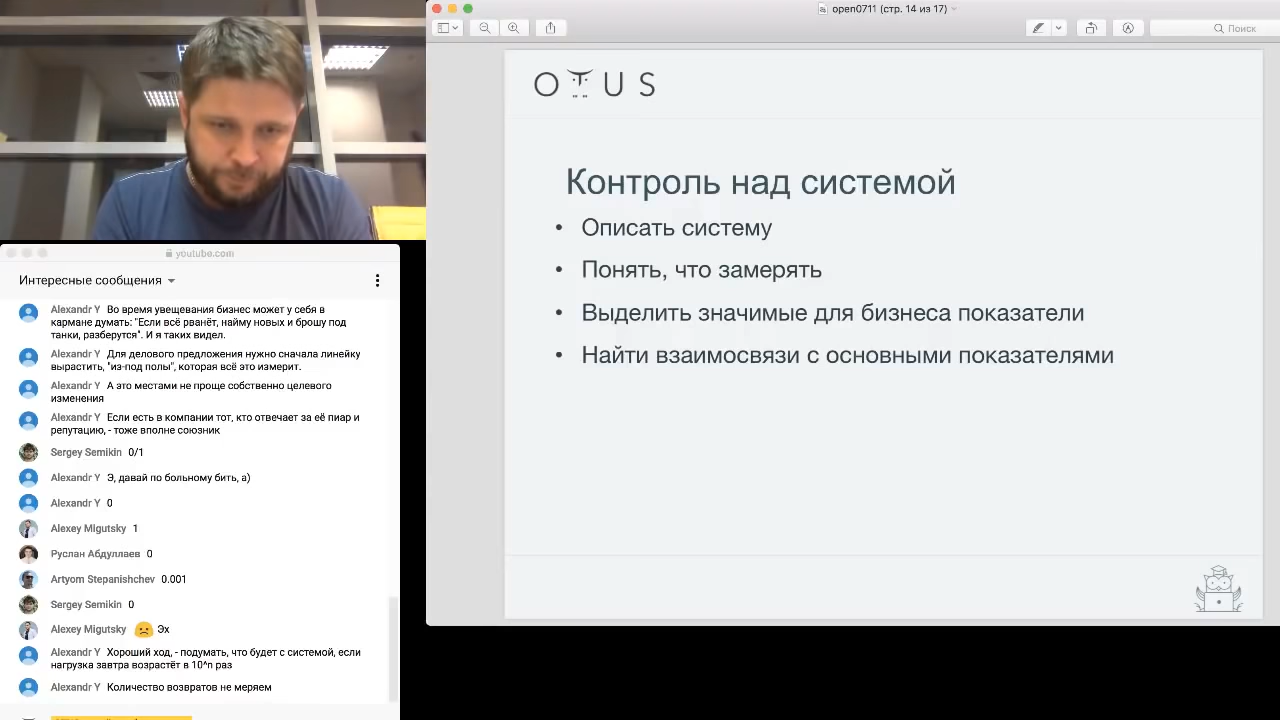 open0711 (стр. 14 из 17)
Поиск
OTUS
Контроль над системой
• Описать систему
• Понять, что замерять
• Выделить значимые для бизнеса показатели
• Найти взаимосвязи с основными показателями
youtube.com
Интересные сообщения
Alexandr Y Во время увещевания бизнес может у себя в
кармане думать: "Если всё рванёт, найму новых и брошу под
танки, разберутся". И я таких видел.
Alexandr Y Для делового предложения нужно сначала линейку
вырастить, "из-под полы", которая всё это измерит.
Alexandr Y А это местами не проще собственно целевого
изменения
Alexandr Y Если есть в компании тот, кто отвечает за её пиар и
репутацию, - тоже вполне союзник
Sergey Semikin 0/1
Alexandr Y Э, давай по больному бить, а)
Alexandr Y 0
Alexey Migutsky 1
Руслан Абдуллаев 0
Artyom Stepanishchev 0.001
Sergey Semikin 0
Alexey Migutsky Эх
Alexandr Y Хороший ход, - подумать, что будет с системой, если
нагрузка завтра возрастёт в 10^n раз
Alexandr Y Количество возвратов не меряем